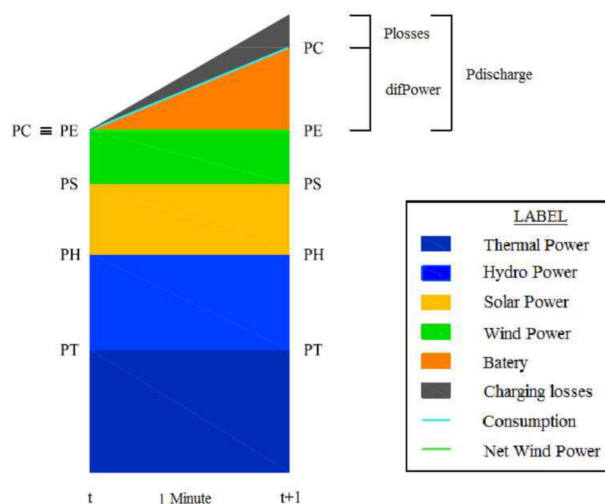 PC
Plosses
difPower
Pdischarge
PC ≡ PE
PE
PS
PS
PH
PH
PT
PT
t
1 Minute
t+1
LABEL
Thermal Power
Hydro Power
Solar Power
Wind Power
Batery
Charging losses
Consumption
Net Wind Power